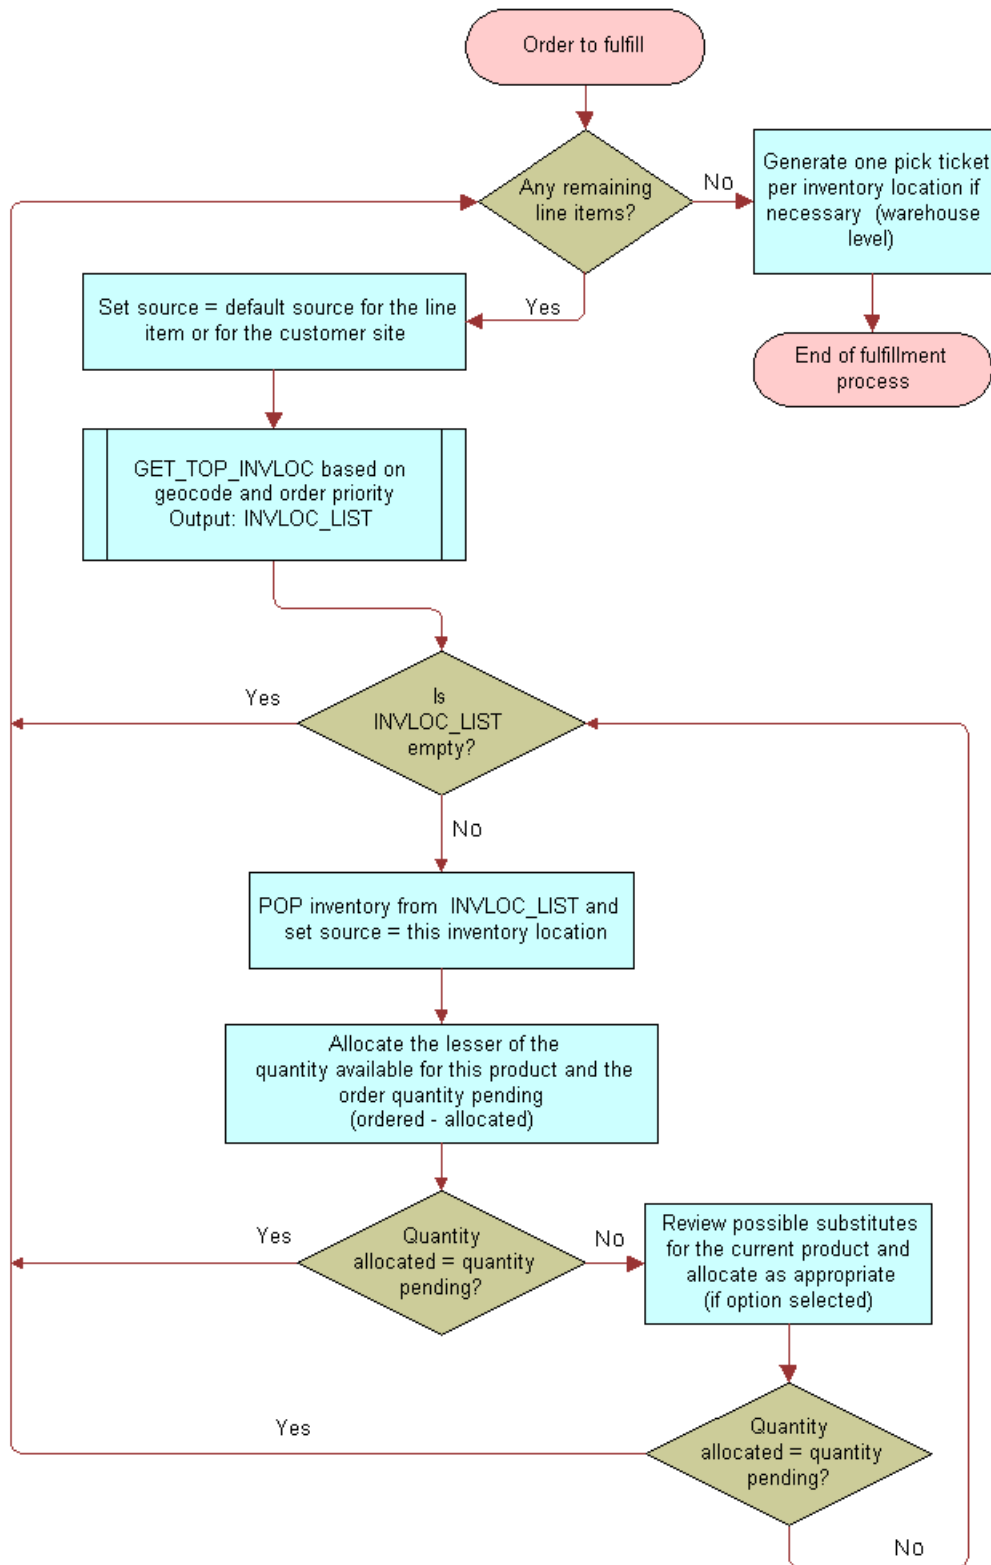 Order to fulfill
Any remaining
line items?
No
Generate one pick ticket
per inventory location if
necessary (warehouse
level)
Yes
Set source = default source for the line
item or for the customer site
End of fulfillment
process
GET_TOP_INVLOC based on
geocode and order priority
Output: INVLOC_LIST
Is
INVLOC_LIST
empty?
Yes
No
POP inventory from INVLOC_LIST and
set source = this inventory location
Allocate the lesser of the
quantity available for this product and the
order quantity pending
(ordered - allocated)
Quantity
allocated = quantity
pending?
Yes
No
Review possible substitutes
for the current product and
allocate as appropriate
(if option selected)
Quantity
allocated = quantity
pending?
Yes
No